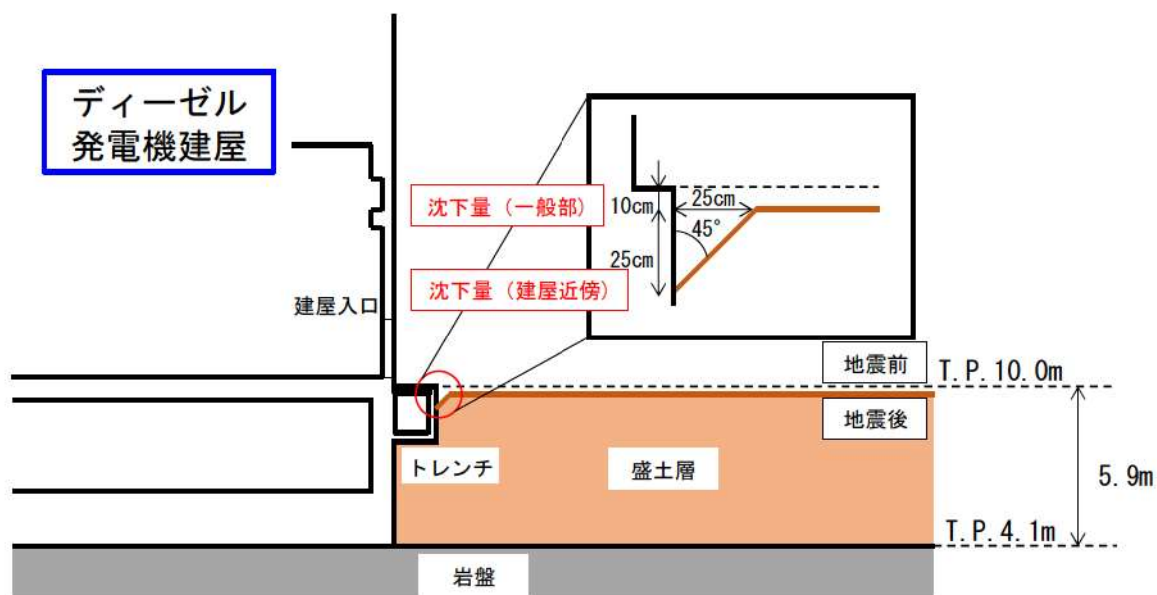 ディーゼル
発電機建屋
沈下量（一般部）
沈下量（建屋近傍）
建屋入口
10cm
25cm
45°
25cm
地震前
T.P.10.0m
地震後
トレンチ
盛土層
5.9m
T.P.4.1m
岩盤